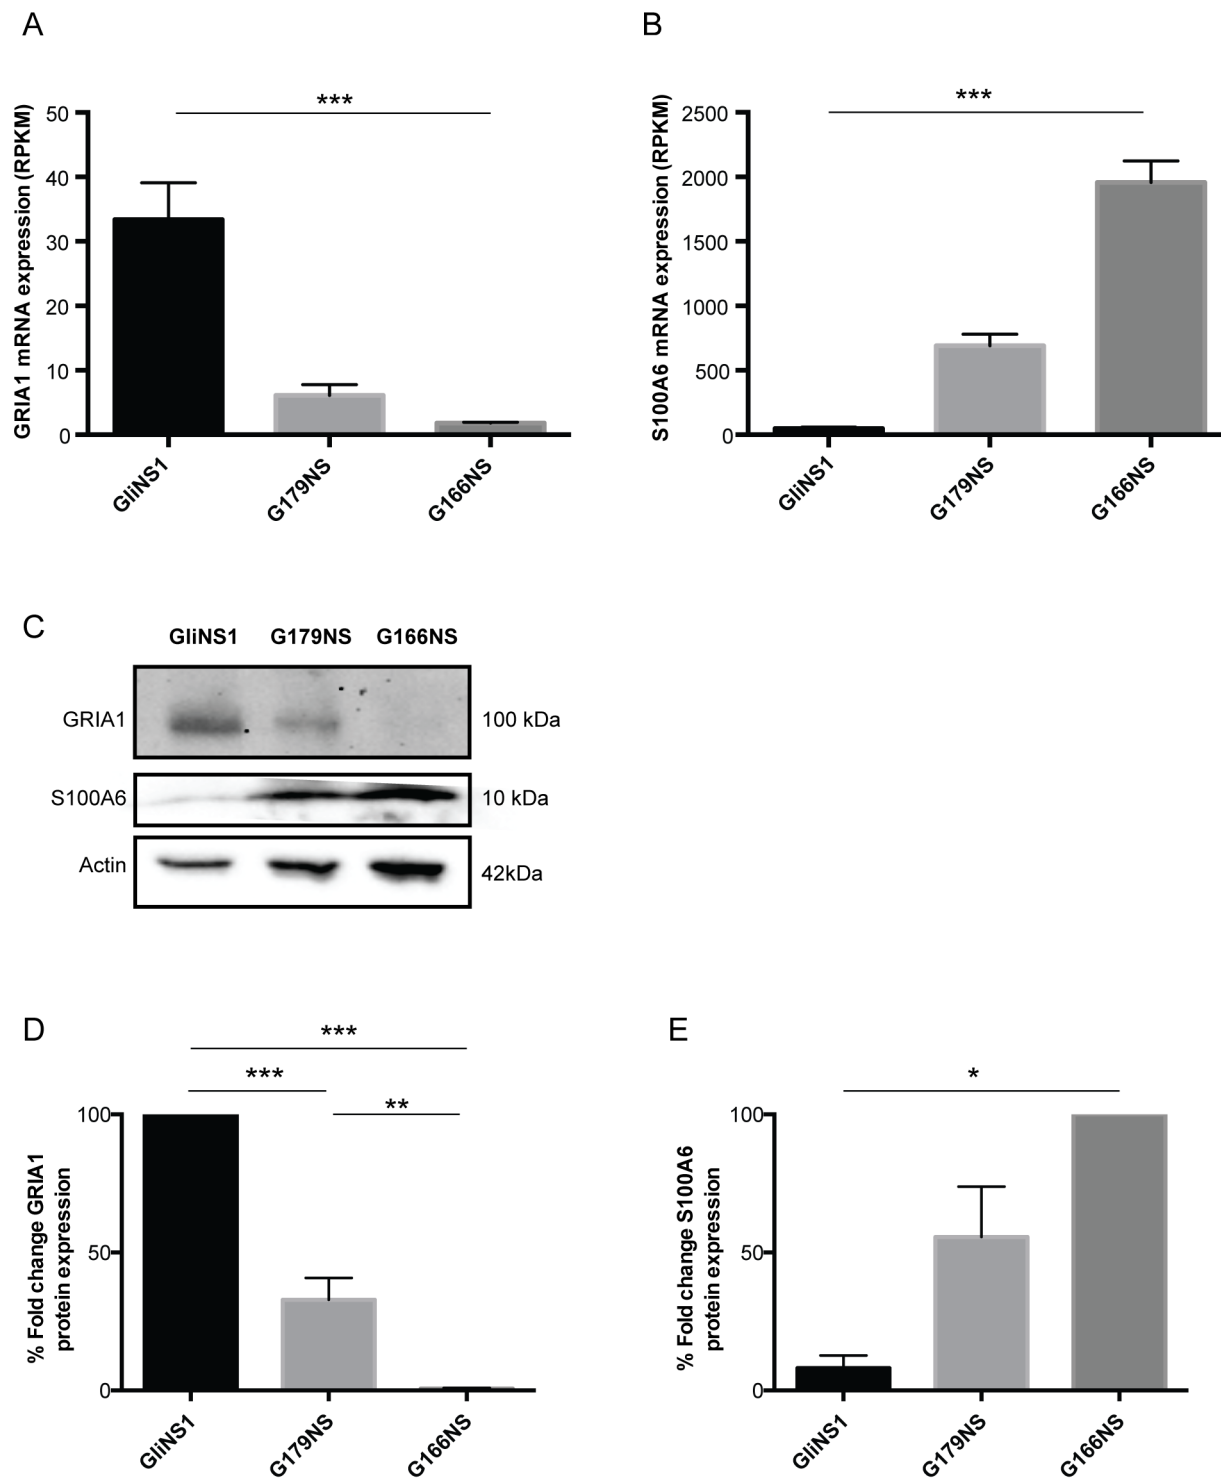 A
GRIA1 mRNA expression (RPKM)
50
40
30
20
10
0
***
GliNS1
G179NS
G166NS
B
S100A6 mRNA expression (RPKM)
2500
2000
1500
1000
500
0
***
GliNS1
G179NS
G166NS
C
GliNS1 G179NS G166NS
GRIA1 100 kDa
S100A6 10 kDa
Actin 42kDa
D
% Fold change GRIA1
protein expression
100
50
0
***
***
**
GliNS1
G179NS
G166NS
E
% Fold change S100A6
protein expression
100
50
0
*
GliNS1
G179NS
G166NS